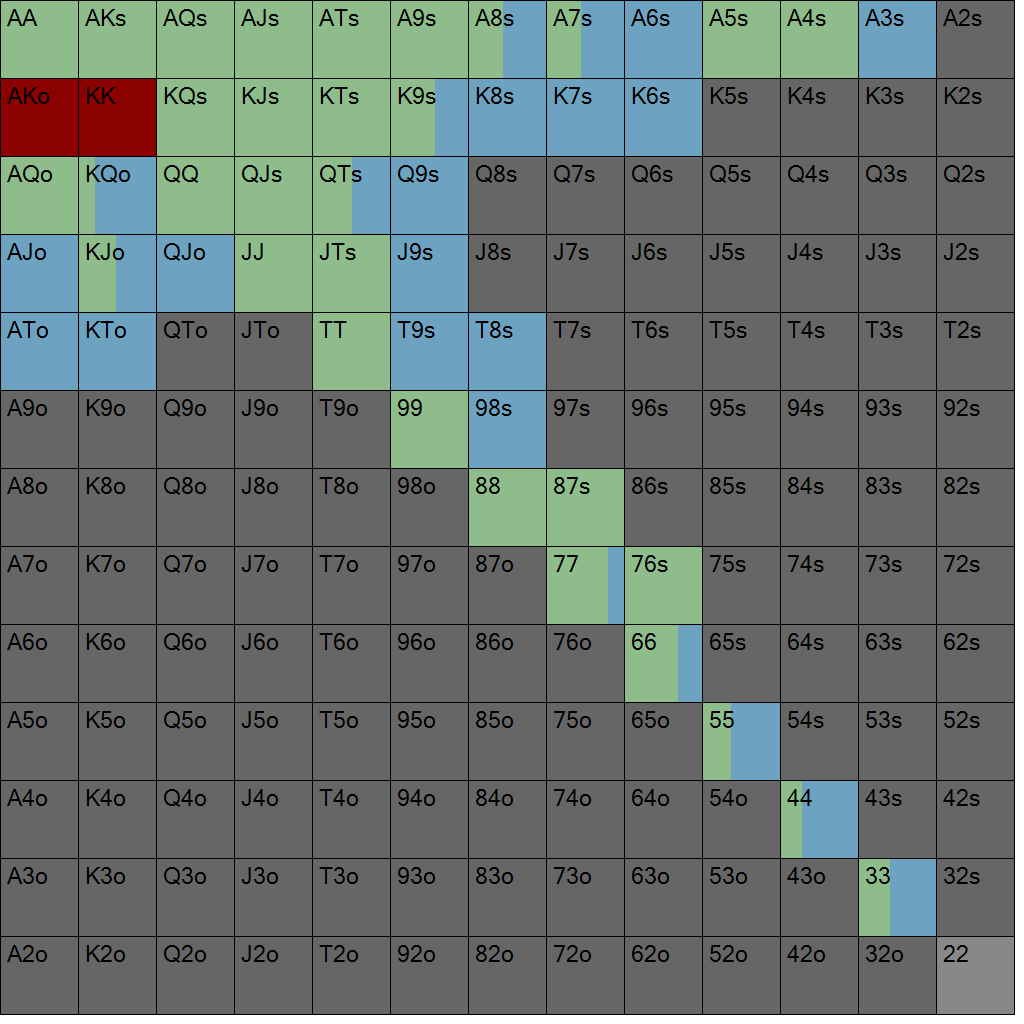 AA AKs AQs AJs ATs A9s A8s A7s A6s A5s A4s A3s A2s
AKo KK KQs KJs KTs K9s K8s K7s K6s K5s K4s K3s K2s
AQo KQo QQ QJs QTs Q9s Q8s Q7s Q6s Q5s Q4s Q3s Q2s
AJo KJo QJo JJ JTs J9s J8s J7s J6s J5s J4s J3s J2s
ATo KTo QTo JTo TT T9s T8s T7s T6s T5s T4s T3s T2s
A9o K9o Q9o J9o T9o 99 98s 97s 96s 95s 94s 93s 92s
A8o K8o Q8o J8o T8o 98o 88 87s 86s 85s 84s 83s 82s
A7o K7o Q7o J7o T7o 97o 87o 77 76s 75s 74s 73s 72s
A6o K6o Q6o J6o T6o 96o 86o 76o 66 65s 64s 63s 62s
A5o K5o Q5o J5o T5o 95o 85o 75o 65o 55 54s 53s 52s
A4o K4o Q4o J4o T4o 94o 84o 74o 64o 54o 44 43s 42s
A3o K3o Q3o J3o T3o 93o 83o 73o 63o 53o 43o 33 32s
A2o K2o Q2o J2o T2o 92o 82o 72o 62o 52o 42o 32o 22